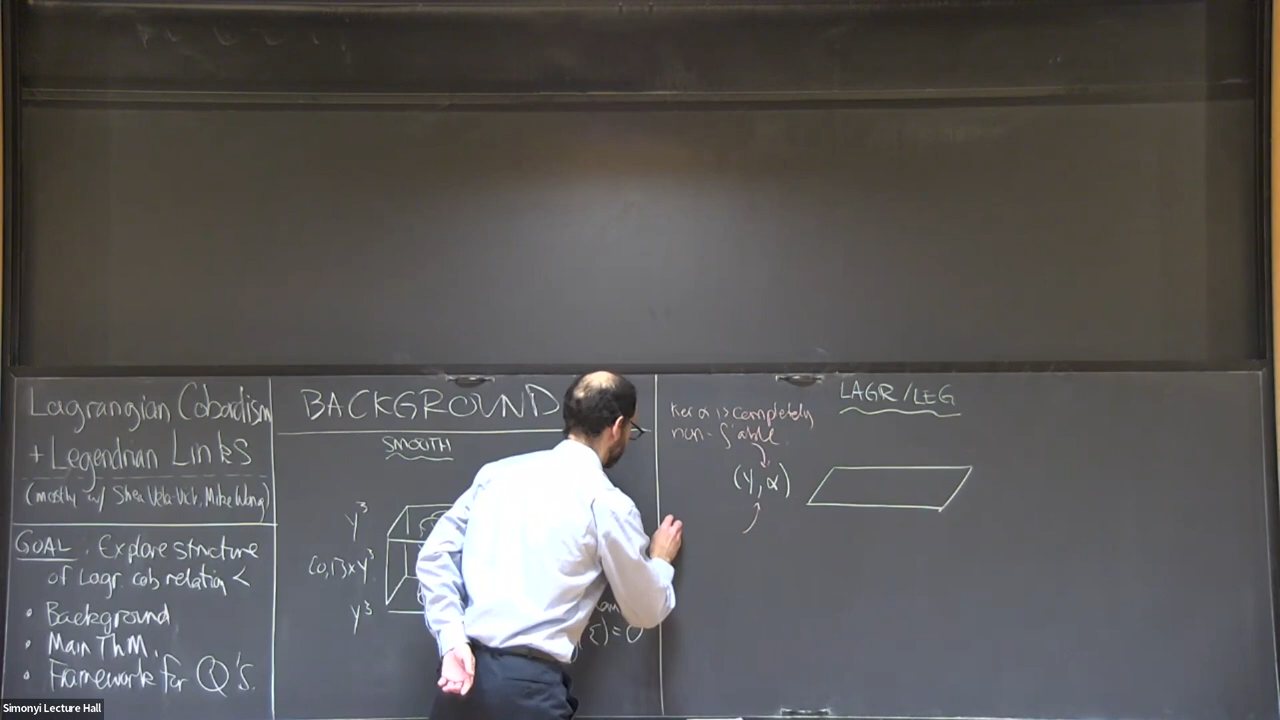 Lagrangian Cobordism
+ Legendrian Links
(mostly w/ Shea Vela-Vick, Mike Wong)
GOAL: Explore structure
of Lagr. cob relation <
• Background
• Main Thm.
• Framework for Q's.
BACKGROUND
SMOOTH
Y³
[0,1]×Y³
Y³
Σ)=0
LAGR/LEG
ker α is completely
non-∫'able.
(Y, α)
Simonyi Lecture Hall